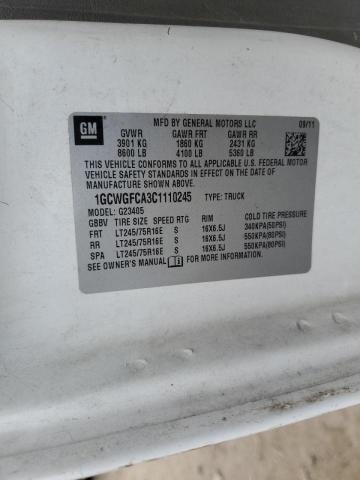 GM
MFD BY GENERAL MOTORS LLC 09/11
GVWR GAWR FRT GAWR RR
3901 KG 1860 KG 2431 KG
8600 LB 4100 LB 5360 LB
THIS VEHICLE CONFORMS TO ALL APPLICABLE U.S. FEDERAL MOTOR
VEHICLE SAFETY STANDARDS IN EFFECT ON THE DATE OF
MANUFACTURE SHOWN ABOVE.
1GCWGFCA3C1110245 TYPE: TRUCK
MODEL: G23405
GBBV TIRE SIZE SPEED RTG RIM COLD TIRE PRESSURE
FRT LT245/75R16E S 16X6.5J 340KPA(50PSI)
RR LT245/75R16E S 16X6.5J 550KPA(80PSI)
SPA LT245/75R16E S 16X6.5J 550KPA(80PSI)
SEE OWNER'S MANUAL FOR MORE INFORMATION.